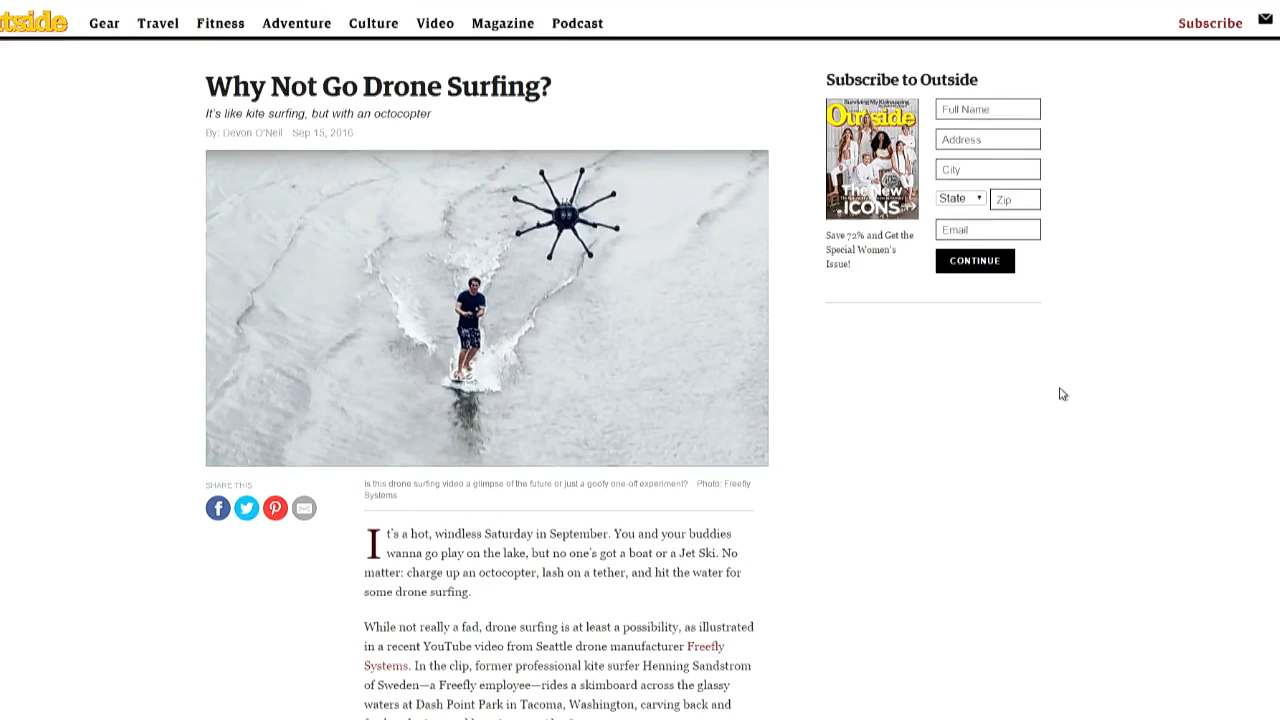 utside Gear Travel Fitness Adventure Culture Video Magazine Podcast Subscribe
Why Not Go Drone Surfing?
It's like kite surfing, but with an octocopter
By: Devon O'Neil Sep 15, 2016
SHARE THIS
Is this drone surfing video a glimpse of the future or just a goofy one-off experiment? Photo: Freefly
Systems
It's a hot, windless Saturday in September. You and your buddies
wanna go play on the lake, but no one's got a boat or a Jet Ski. No
matter: charge up an octocopter, lash on a tether, and hit the water for
some drone surfing.
While not really a fad, drone surfing is at least a possibility, as illustrated
in a recent YouTube video from Seattle drone manufacturer Freefly
Systems. In the clip, former professional kite surfer Henning Sandstrom
of Sweden—a Freefly employee—rides a skimboard across the glassy
waters at Dash Point Park in Tacoma, Washington, carving back and
Subscribe to Outside
Surviving My Kidnapping
Outside
The New
ICONS
Save 72% and Get the
Special Women's
Issue!
Full Name
Address
City
State Zip
Email
CONTINUE